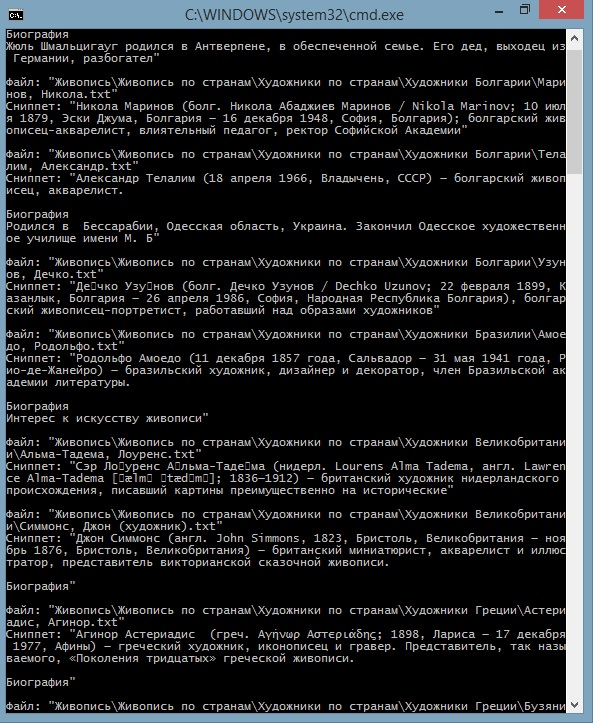 C:\WINDOWS\system32\cmd.exe
Биография
Жюль Шмальцигауг родился в Антверпене, в обеспеченной семье. Его дед, выходец из
 Германии, разбогател"
Файл: "Живопись\Живопись по странам\Художники по странам\Художники Болгарии\Мари
нов, Никола.txt"
Сниппет: "Никола Маринов (болг. Никола Абаджиев Маринов / Nikola Marinov; 10 июл
я 1879, Эски Джума, Болгария – 16 декабря 1948, София, Болгария); болгарский жив
описец-акварелист, влиятельный педагог, ректор Софийской Академии"
Файл: "Живопись\Живопись по странам\Художники по странам\Художники Болгарии\Тела
лим, Александр.txt"
Сниппет: "Александр Телалим (18 апреля 1966, Владычень, СССР) – болгарский живоп
исец, акварелист.
Биография
Родился в  Бессарабии, Одесская область, Украина. Закончил Одесское художественн
ое училище имени М. Б"
Файл: "Живопись\Живопись по странам\Художники по странам\Художники Болгарии\Узун
ов, Дечко.txt"
Сниппет: "Де□чко Узу□нов (болг. Дечко Узунов / Dechko Uzunov; 22 февраля 1899, К
азанлык, Болгария – 26 апреля 1986, София, Народная Республика Болгария), болгар
ский живописец-портретист, работавший над образами художников"
Файл: "Живопись\Живопись по странам\Художники по странам\Художники Бразилии\Амое
до, Родольфо.txt"
Сниппет: "Родольфо Амоедо (11 декабря 1857 года, Сальвадор – 31 мая 1941 года, Р
ио-де-Жанейро) – бразильский художник, дизайнер и декоратор, член Бразильской ак
адемии литературы.
Биография
Интерес к искусству живописи"
Файл: "Живопись\Живопись по странам\Художники по странам\Художники Великобритани
и\Альма-Тадема, Лоуренс.txt"
Сниппет: "Сэр Ло□уренс А□льма-Таде□ма (нидерл. Lourens Alma Tadema, англ. Lawren
ce Alma-Tadema [□ælm□ □tæd□m□]; 1836–1912) – британский художник нидерландского
происхождения, писавший картины преимущественно на исторические"
Файл: "Живопись\Живопись по странам\Художники по странам\Художники Великобритани
и\Симмонс, Джон (художник).txt"
Сниппет: "Джон Симмонс (англ. John Simmons, 1823, Бристоль, Великобритания – ноя
брь 1876, Бристоль, Великобритания) – британский миниатюрист, акварелист и иллюс
тратор, представитель викторианской сказочной живописи.
Биография"
Файл: "Живопись\Живопись по странам\Художники по странам\Художники Греции\Астери
адис, Агинор.txt"
Сниппет: "Агинор Астериадис  (греч. Αγήνωρ Αστεριάδης; 1898, Лариса – 17 декабря
 1977, Афины) – греческий художник, иконописец и гравер. Представитель, так назы
ваемого, «Поколения тридцатых» греческой живописи.
Биография"
Файл: "Живопись\Живопись по странам\Художники по странам\Художники Греции\Бузяни